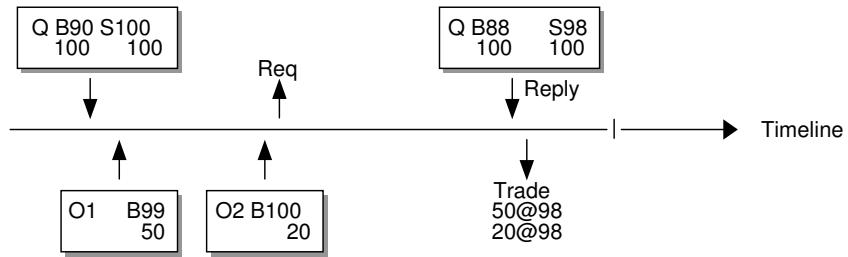 Q B90 S100
100 100
Req
Q B88 S98
100 100
Reply
Timeline
O1 B99
50
O2 B100
20
Trade
50@98
20@98